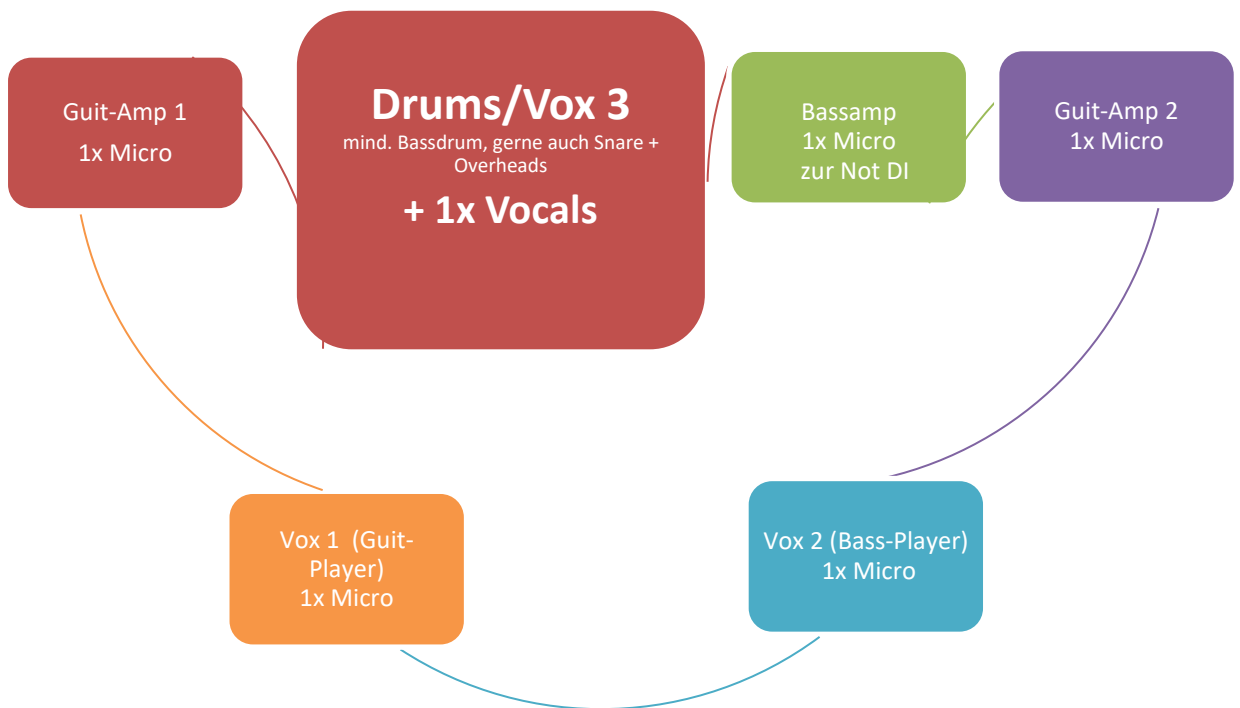 Guit-Amp 1
1x Micro
Drums/Vox 3
mind. Bassdrum, gerne auch Snare +
Overheads
+ 1x Vocals
Bassamp
1x Micro
zur Not DI
Guit-Amp 2
1x Micro
Vox 1  (Guit-
Player)
1x Micro
Vox 2 (Bass-Player)
1x Micro